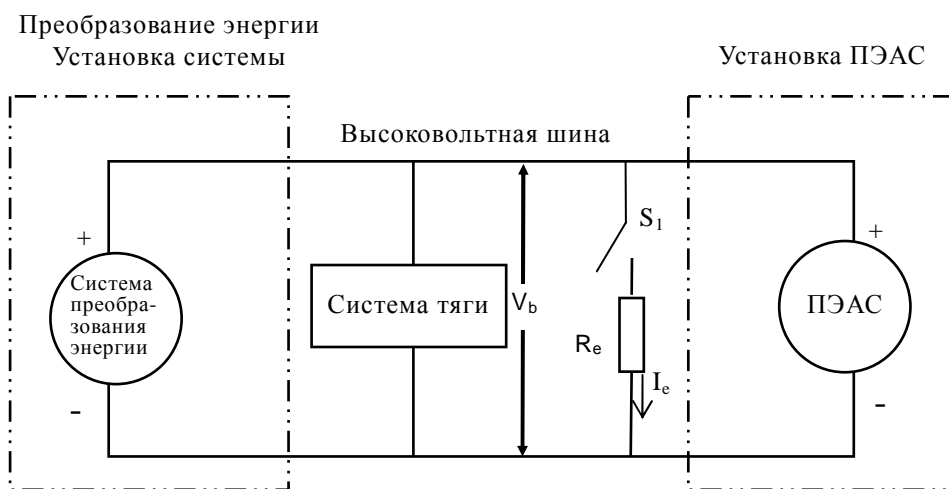 Преобразование энергии
Установка системы
Установка ПЭАС
Высоковольтная шина
S1
+
+
Система
преобра-
зования
энергии
Система тяги
Vb
ПЭАС
Re
Ie
-
-